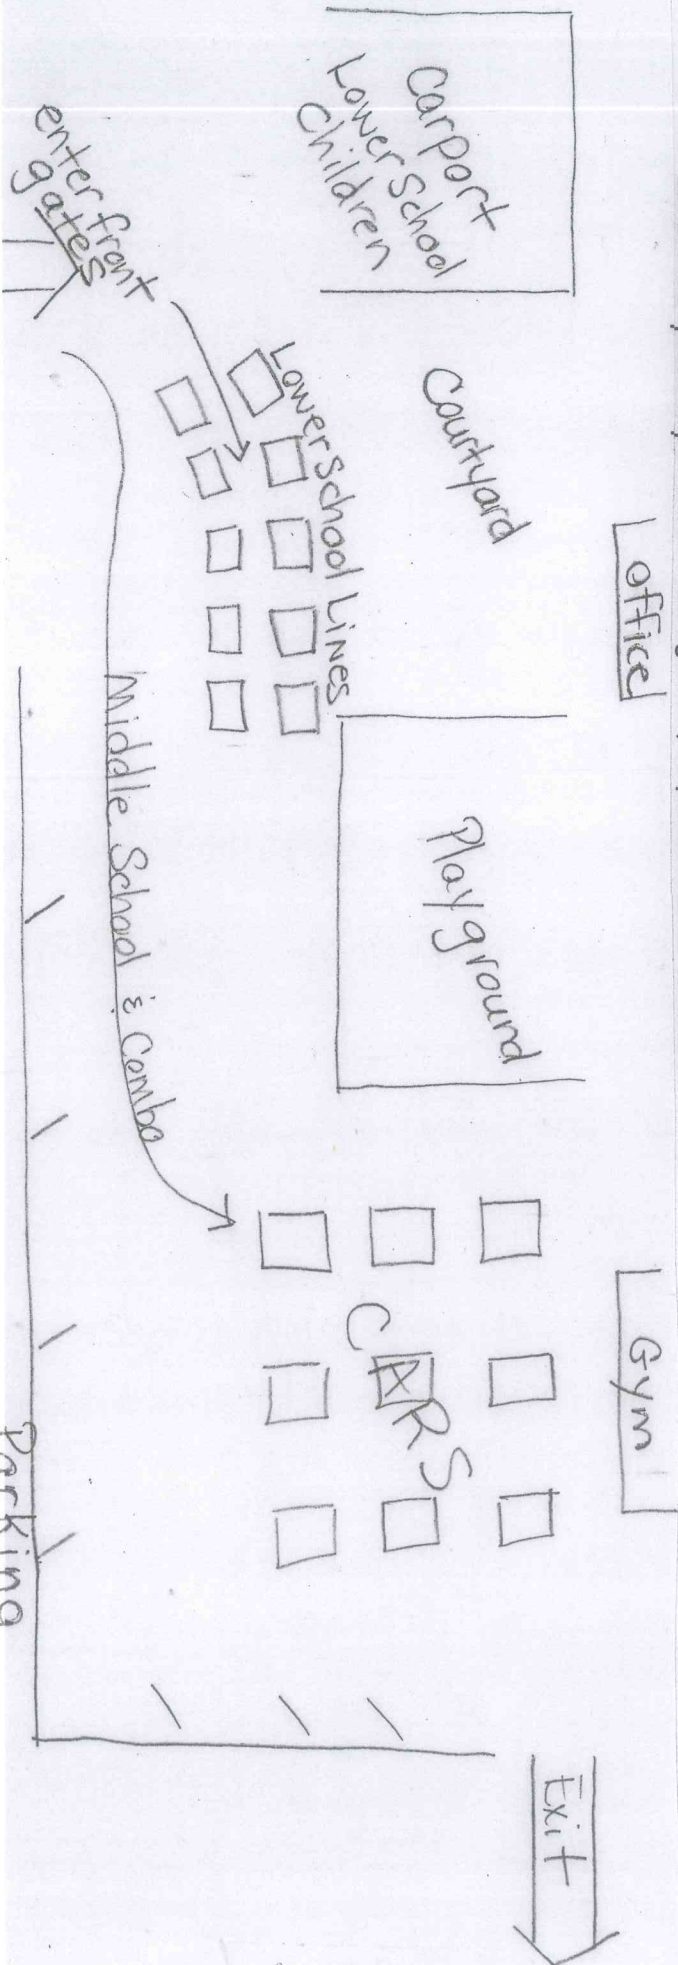 office
Gym
Exit
Carport
Lower School
Children
Courtyard
Playground
Lower School Lines
CARS
enter front
gates
Middle School & Combo
Parking